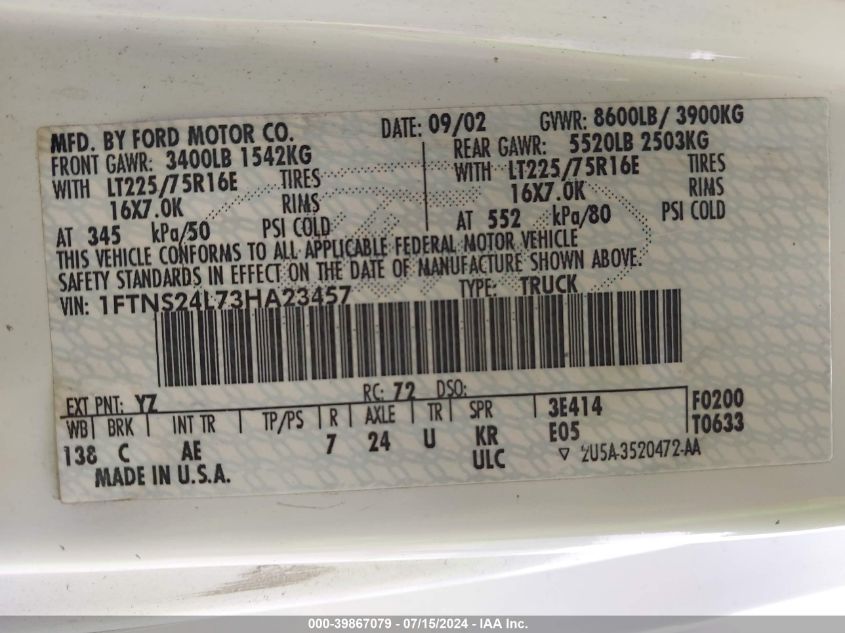 MFD. BY FORD MOTOR CO. DATE: 09/02 GVWR: 8600LB/ 3900KG
FRONT GAWR: 3400LB 1542KG REAR GAWR: 5520LB 2503KG
WITH LT225/75R16E TIRES WITH LT225/75R16E TIRES
16X7.0K RIMS 16X7.0K RIMS
AT 345 kPa/50 PSI COLD AT 552 kPa/80 PSI COLD
THIS VEHICLE CONFORMS TO ALL APPLICABLE FEDERAL MOTOR VEHICLE
SAFETY STANDARDS IN EFFECT ON THE DATE OF MANUFACTURE SHOWN ABOVE.
VIN: 1FTNS24L73HA23457 TYPE: TRUCK
EXT PNT: YZ RC: 72 DSO:
WB BRK INT TR TP/PS R AXLE TR SPR 3E414 F0200
138 C AE 7 24 U KR E05 T0633
ULC 2U5A-3520472-AA
MADE IN U.S.A.
000-39867079 - 07/15/2024 - IAA Inc.